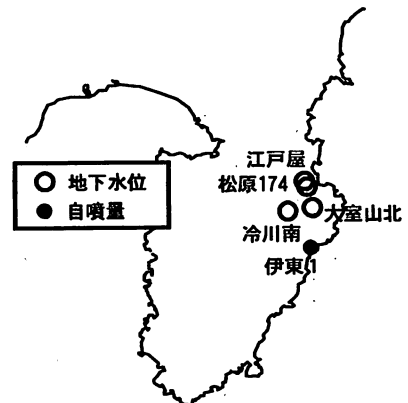 江戸屋
松原174
地下水位
自噴量
大室山北
冷川南
伊東1